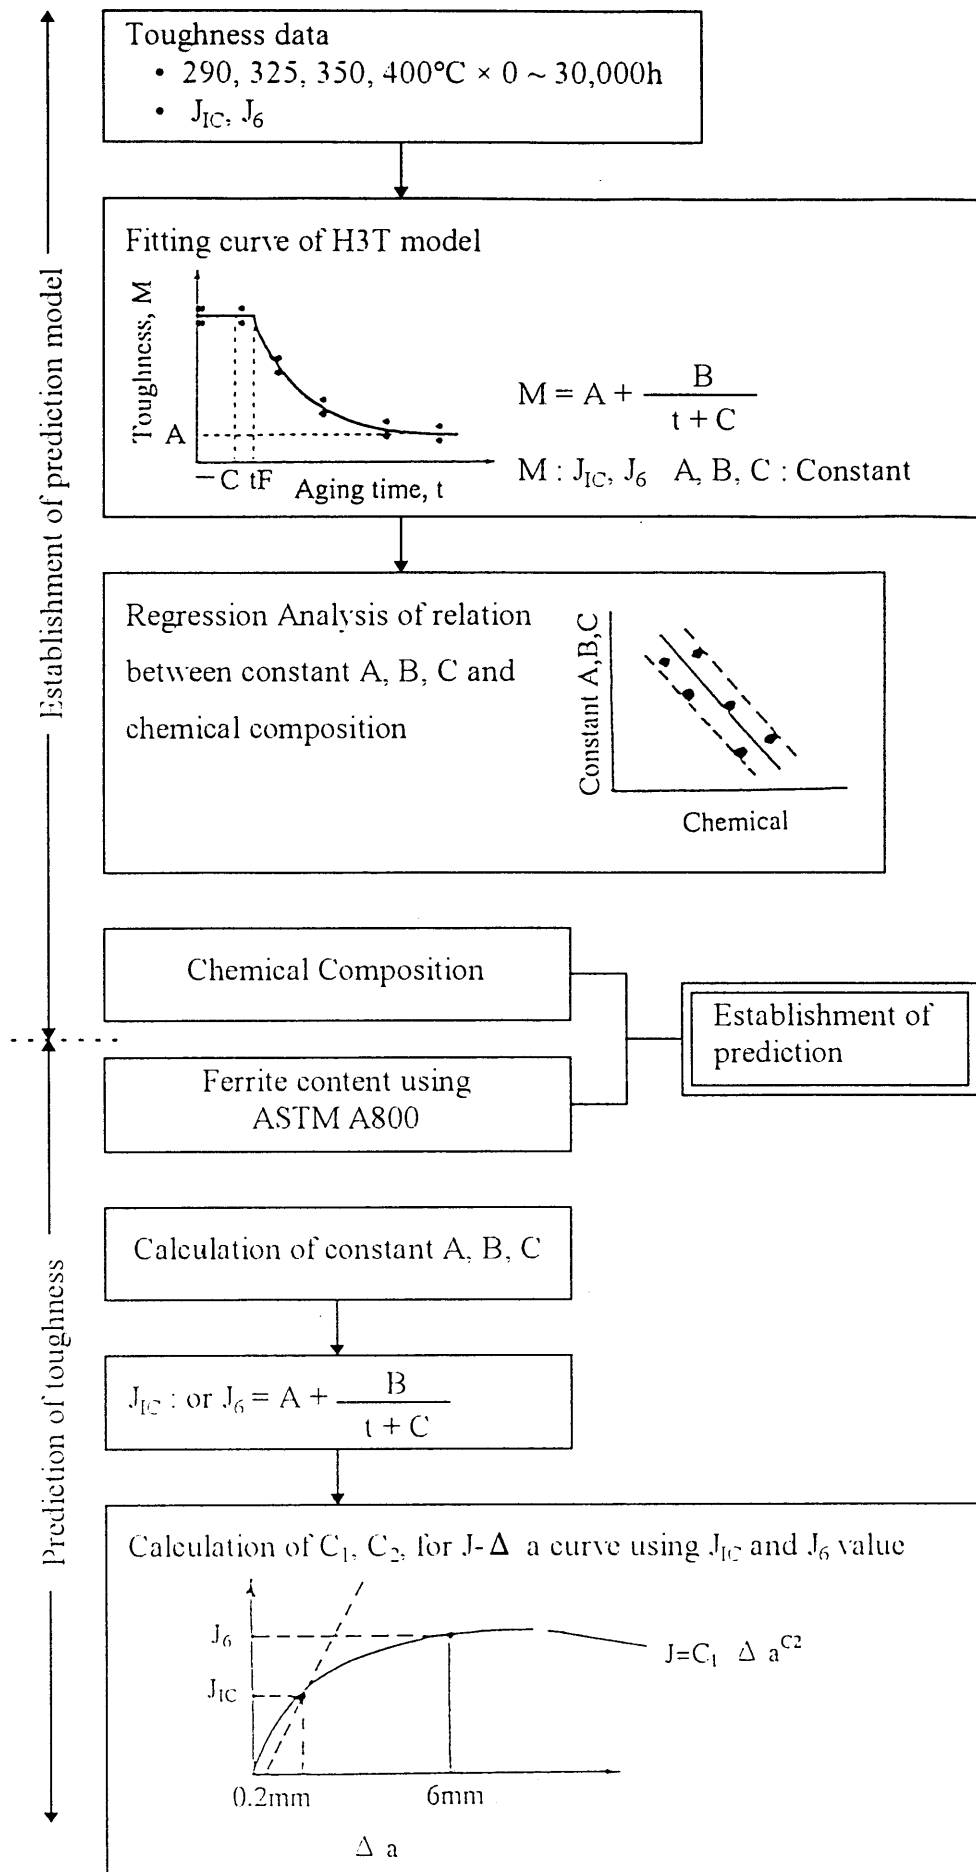 Toughness data
• 290, 325, 350, 400°C × 0 ~ 30,000h
• J_IC, J_6
Fitting curve of H3T model
Toughness, M
A
－C tF
Aging time, t
M = A + B / (t + C)
M : J_IC, J_6 A, B, C : Constant
Establishment of prediction model
Regression Analysis of relation
between constant A, B, C and
chemical composition
Constant A,B,C
Chemical
Chemical Composition
Ferrite content using
ASTM A800
Establishment of
prediction
Prediction of toughness
Calculation of constant A, B, C
J_IC : or J_6 = A + B / (t + C)
Calculation of C_1, C_2, for J-Δ a curve using J_IC and J_6 value
J_6
J_IC
J=C_1 Δ a^C2
0.2mm
6mm
Δ a